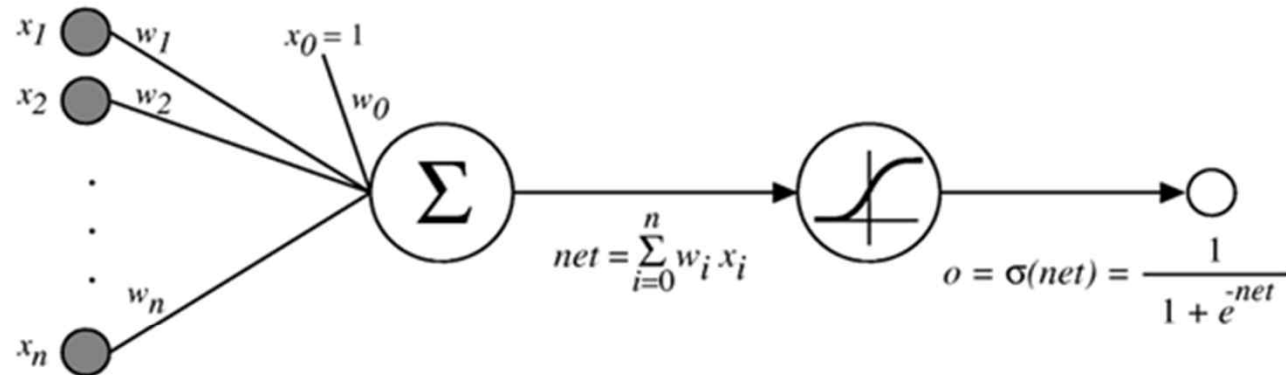 x1 w1 x0 = 1
x2 w2 w0
Σ
net = Σ i=0 n wi xi
o = σ(net) = 1 / 1 + e -net
wn
xn